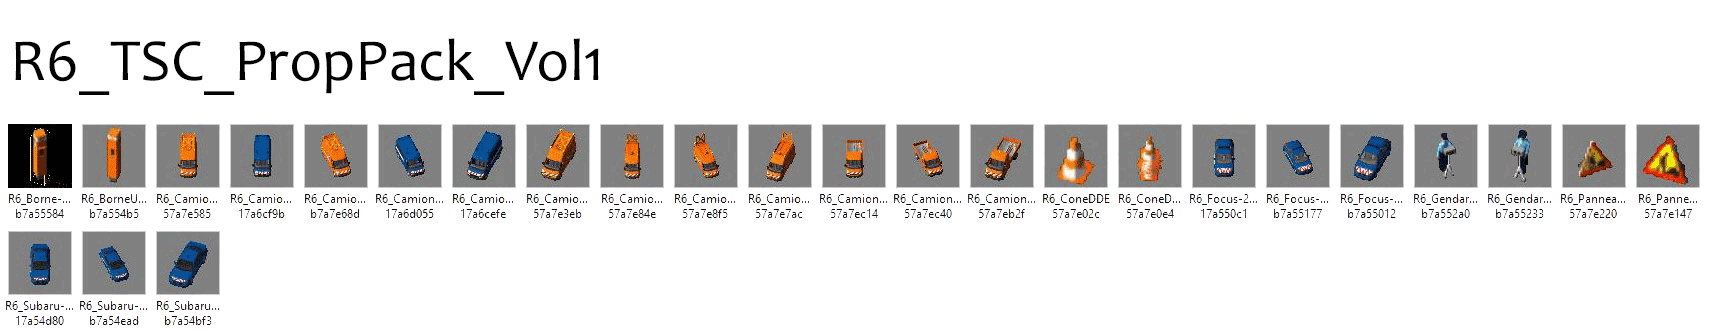 R6_TSC_PropPack_Vol1
R6_Borne-... R6_BorneU... R6_Camio... R6_Camio... R6_Camio... R6_Camion... R6_Camio... R6_Camio... R6_Camio... R6_Camio... R6_Camio... R6_Camion... R6_Camion... R6_Camio... R6_ConeDDE R6_ConeD... R6_Focus-2... R6_Focus-... R6_Focus-... R6_Gendar... R6_Gendar... R6_Pannea... R6_Panne...
b7a55584 b7a554b5 57a7e585 17a6cf9b b7a7e68d 17a6d055 17a6cefe 57a7e3eb 57a7e84e 57a7e8f5 57a7e7ac 57a7ec14 57a7ec40 57a7eb2f 57a7e02c 57a7e0e4 17a550c1 b7a55177 b7a55012 b7a552a0 b7a55233 57a7e220 57a7e147
R6_Subaru-... R6_Subaru-... R6_Subaru...
17a54d80 b7a54ead b7a54bf3